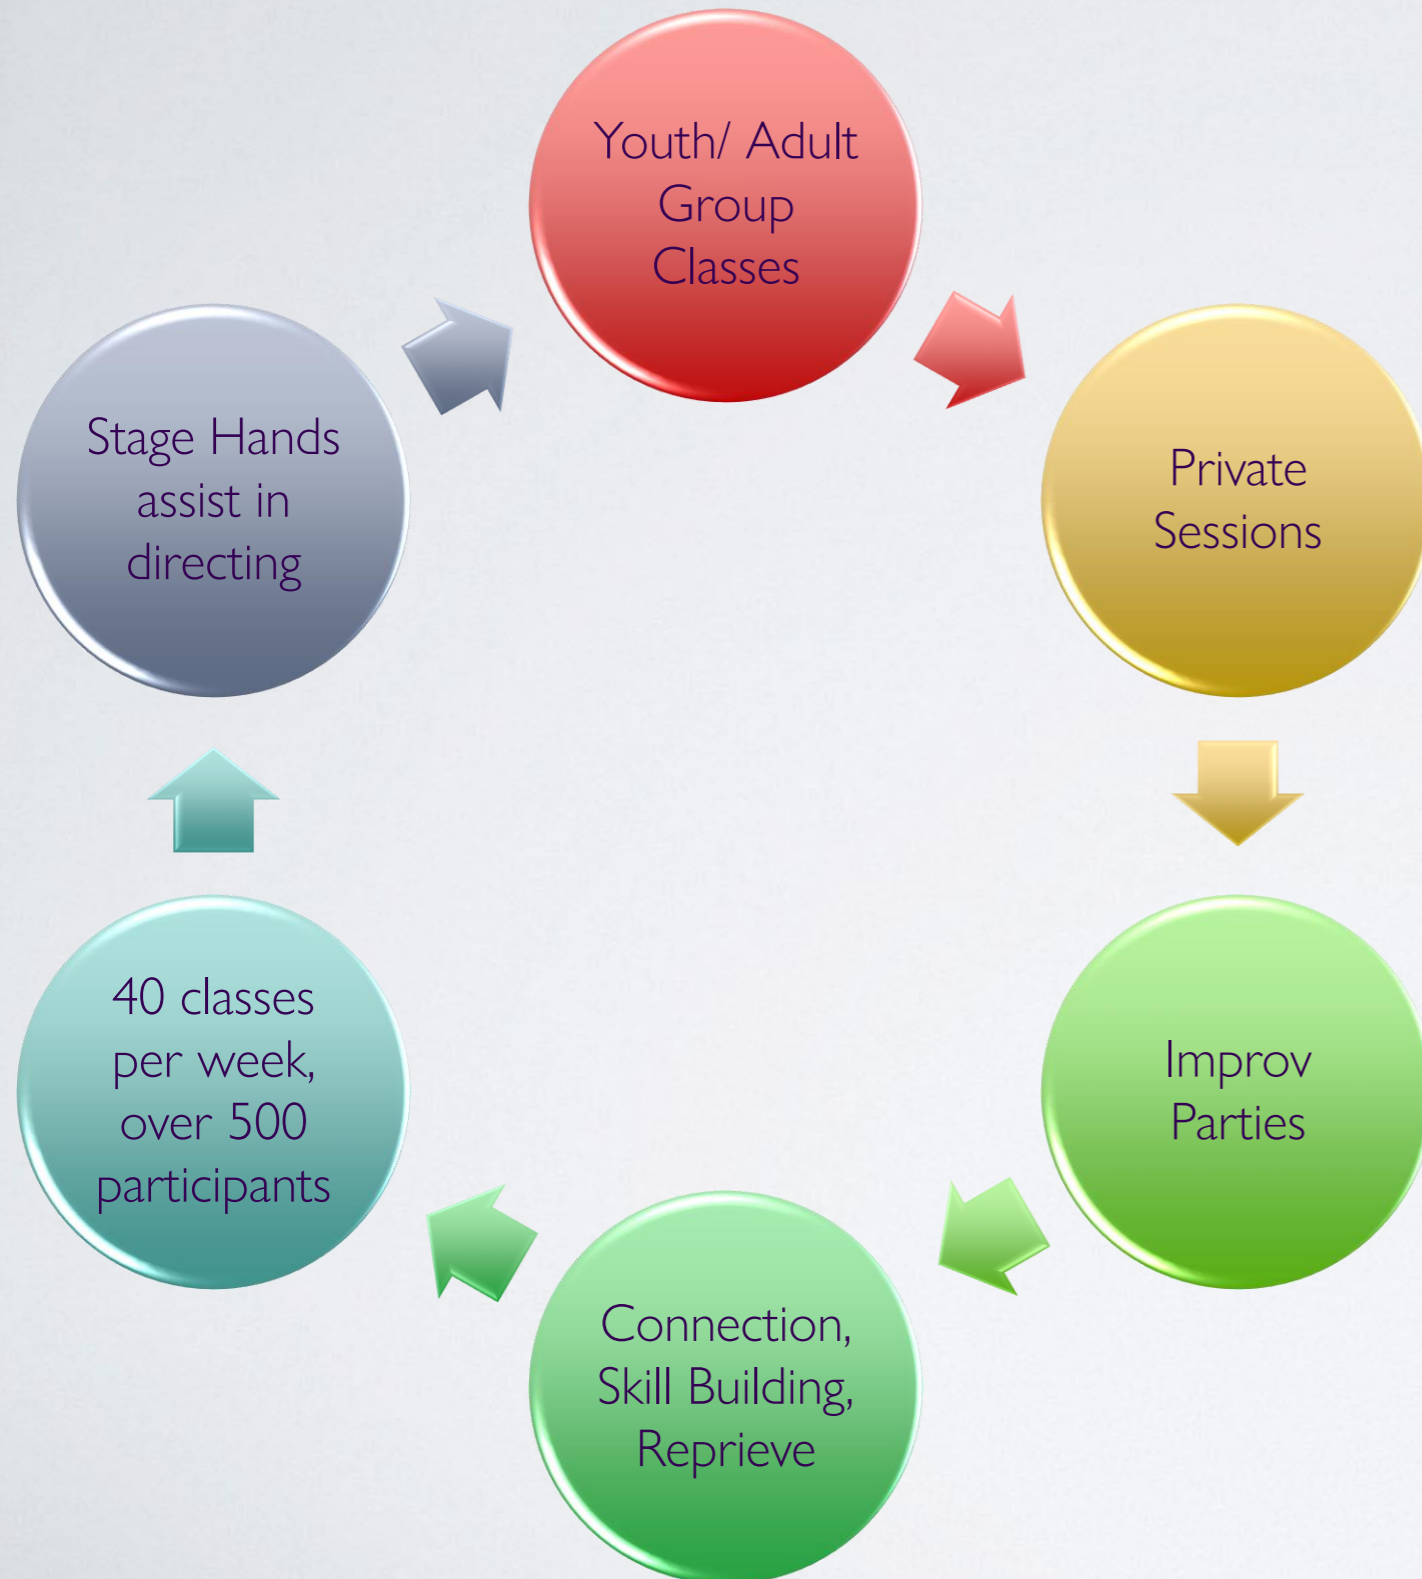 Youth/ Adult
Group
Classes
Private
Sessions
Improv
Parties
Connection,
Skill Building,
Reprieve
40 classes
per week,
over 500
participants
Stage Hands
assist in
directing